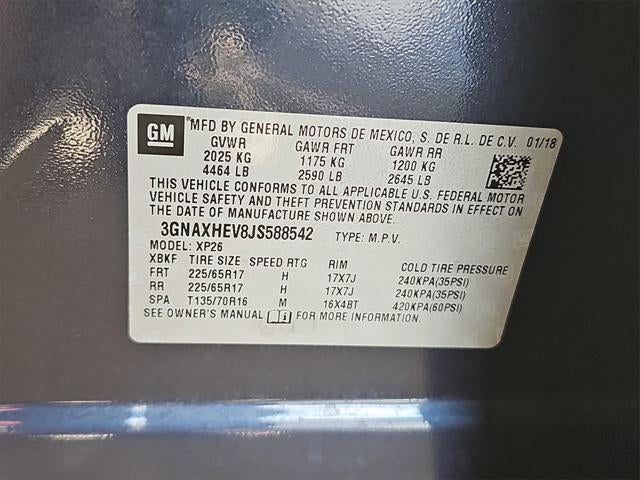 GM ®MFD BY GENERAL MOTORS DE MEXICO, S. DE R.L. DE C.V. 01/18
GVWR GAWR FRT GAWR RR
2025 KG 1175 KG 1200 KG
4464 LB 2590 LB 2645 LB
THIS VEHICLE CONFORMS TO ALL APPLICABLE U.S. FEDERAL MOTOR
VEHICLE SAFETY AND THEFT PREVENTION STANDARDS IN EFFECT ON
THE DATE OF MANUFACTURE SHOWN ABOVE.
3GNAXHEV8JS588542 TYPE: M.P.V.
MODEL: XP26
XBKF TIRE SIZE SPEED RTG RIM COLD TIRE PRESSURE
FRT 225/65R17 H 17X7J 240KPA(35PSI)
RR 225/65R17 H 17X7J 240KPA(35PSI)
SPA T135/70R16 M 16X4BT 420KPA(60PSI)
SEE OWNER'S MANUAL i FOR MORE INFORMATION.